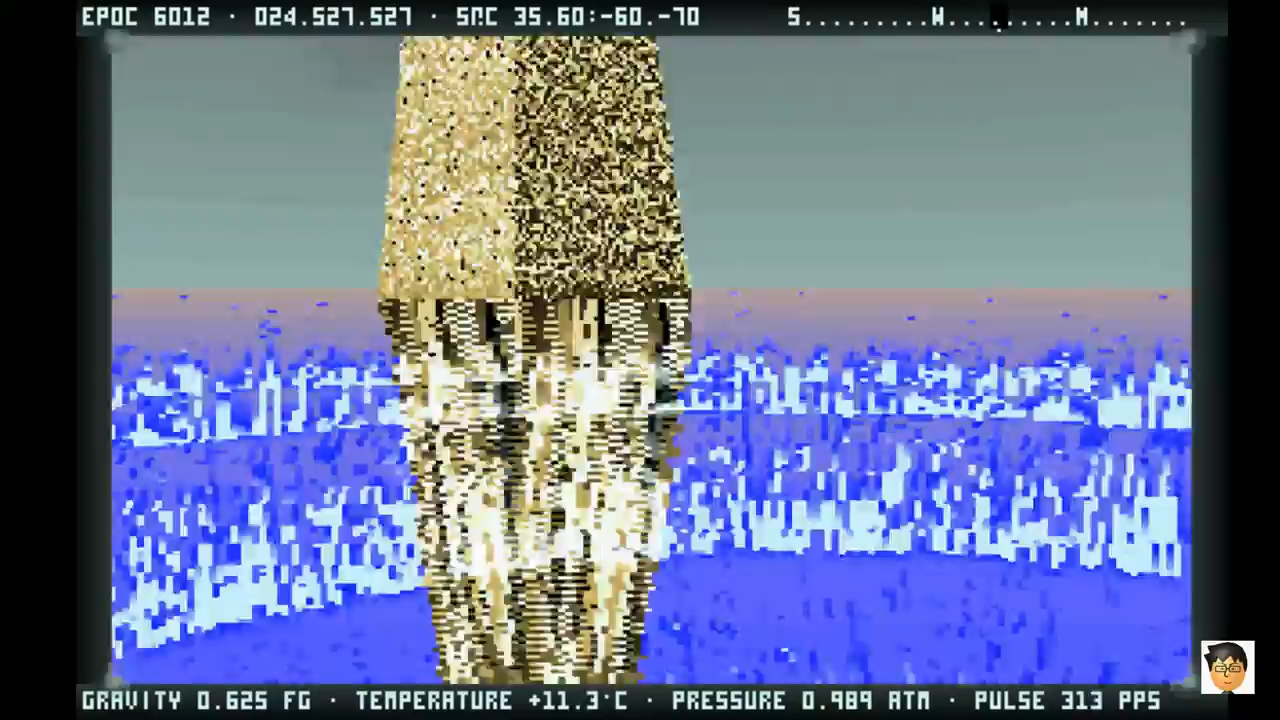 EPOC 6012 · 024.527.527 · SRC 35.60:-60.-70 S.........W.........M.......
GRAVITY 0.625 FG · TEMPERATURE +11.3°C · PRESSURE 0.989 ATM · PULSE 313 PPS